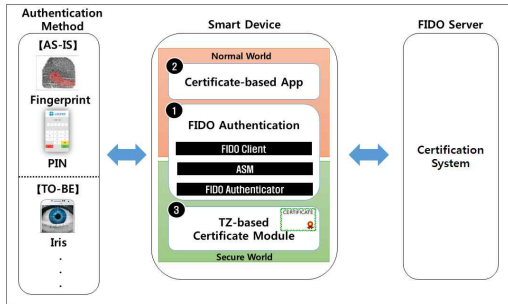 Authentication
Method
Smart Device
FIDO Server
【AS-IS】
Fingerprint
PIN
【TO-BE】
Iris
.
.
.
Normal World
2
Certificate-based App
1
FIDO Authentication
FIDO Client
ASM
FIDO Authenticator
3
CERTIFICATE
TZ-based
Certificate Module
Secure World
Certification
System